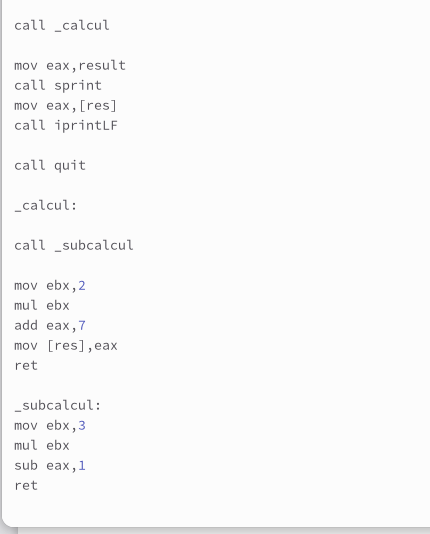 call _calcul
mov eax,result
call sprint
mov eax,[res]
call iprintLF
call quit
_calcul:
call _subcalcul
mov ebx,2
mul ebx
add eax,7
mov [res],eax
ret
_subcalcul:
mov ebx,3
mul ebx
sub eax,1
ret